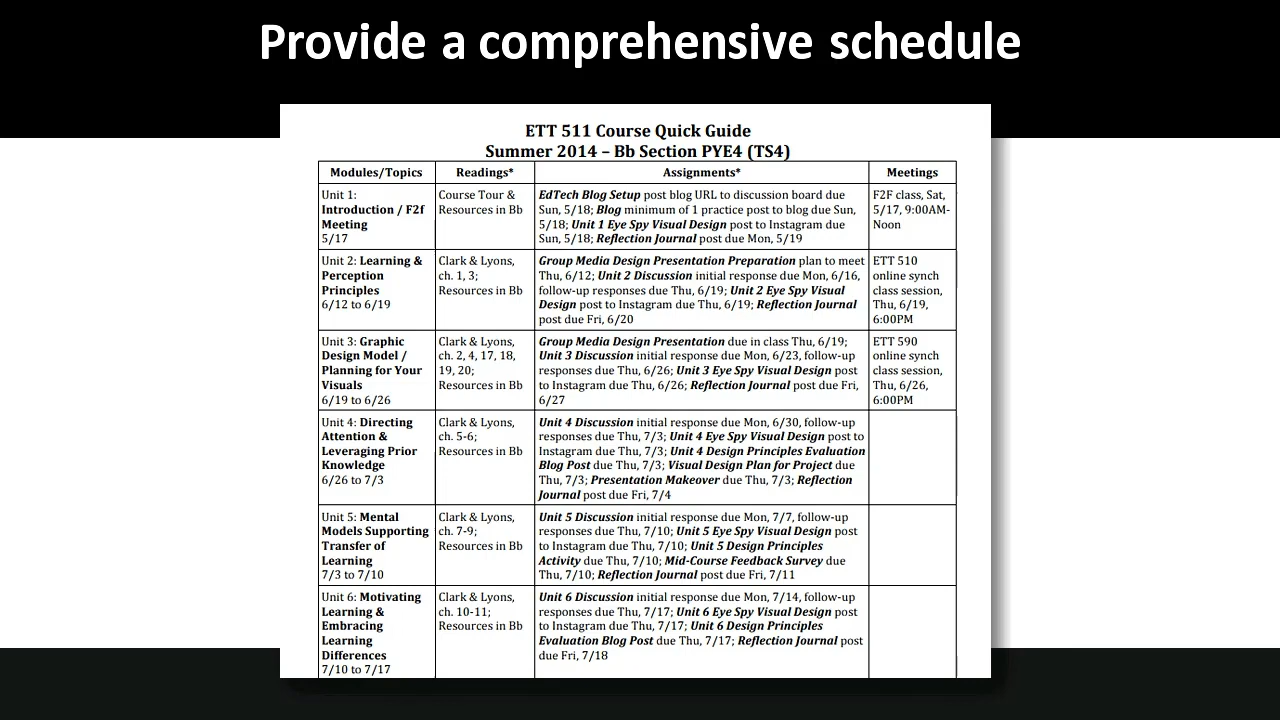 Provide a comprehensive schedule
ETT 511 Course Quick Guide
Summer 2014 – Bb Section PYE4 (TS4)
Modules/Topics
Readings*
Assignments*
Meetings
Unit 1:
Introduction / F2f
Meeting
5/17
Course Tour &
Resources in Bb
EdTech Blog Setup post blog URL to discussion board due
Sun, 5/18; Blog minimum of 1 practice post to blog due Sun,
5/18; Unit 1 Eye Spy Visual Design post to Instagram due
Sun, 5/18; Reflection Journal post due Mon, 5/19
F2F class, Sat,
5/17, 9:00AM-
Noon
Unit 2: Learning &
Perception
Principles
6/12 to 6/19
Clark & Lyons,
ch. 1, 3;
Resources in Bb
Group Media Design Presentation Preparation plan to meet
Thu, 6/12; Unit 2 Discussion initial response due Mon, 6/16,
follow-up responses due Thu, 6/19; Unit 2 Eye Spy Visual
Design post to Instagram due Thu, 6/19; Reflection Journal
post due Fri, 6/20
ETT 510
online synch
class session,
Thu, 6/19,
6:00PM
Unit 3: Graphic
Design Model /
Planning for Your
Visuals
6/19 to 6/26
Clark & Lyons,
ch. 2, 4, 17, 18,
19, 20;
Resources in Bb
Group Media Design Presentation due in class Thu, 6/19;
Unit 3 Discussion initial response due Mon, 6/23, follow-up
responses due Thu, 6/26; Unit 3 Eye Spy Visual Design post
to Instagram due Thu, 6/26; Reflection Journal post due Fri,
6/27
ETT 590
online synch
class session,
Thu, 6/26,
6:00PM
Unit 4: Directing
Attention &
Leveraging Prior
Knowledge
6/26 to 7/3
Clark & Lyons,
ch. 5-6;
Resources in Bb
Unit 4 Discussion initial response due Mon, 6/30, follow-up
responses due Thu, 7/3; Unit 4 Eye Spy Visual Design post to
Instagram due Thu, 7/3; Unit 4 Design Principles Evaluation
Blog Post due Thu, 7/3; Visual Design Plan for Project due
Thu, 7/3; Presentation Makeover due Thu, 7/3; Reflection
Journal post due Fri, 7/4
Unit 5: Mental
Models Supporting
Transfer of
Learning
7/3 to 7/10
Clark & Lyons,
ch. 7-9;
Resources in Bb
Unit 5 Discussion initial response due Mon, 7/7, follow-up
responses due Thu, 7/10; Unit 5 Eye Spy Visual Design post
to Instagram due Thu, 7/10; Unit 5 Design Principles
Activity due Thu, 7/10; Mid-Course Feedback Survey due
Thu, 7/10; Reflection Journal post due Fri, 7/11
Unit 6: Motivating
Learning &
Embracing
Learning
Differences
7/10 to 7/17
Clark & Lyons,
ch. 10-11;
Resources in Bb
Unit 6 Discussion initial response due Mon, 7/14, follow-up
responses due Thu, 7/17; Unit 6 Eye Spy Visual Design post
to Instagram due Thu, 7/17; Unit 6 Design Principles
Evaluation Blog Post due Thu, 7/17; Reflection Journal post
due Fri, 7/18